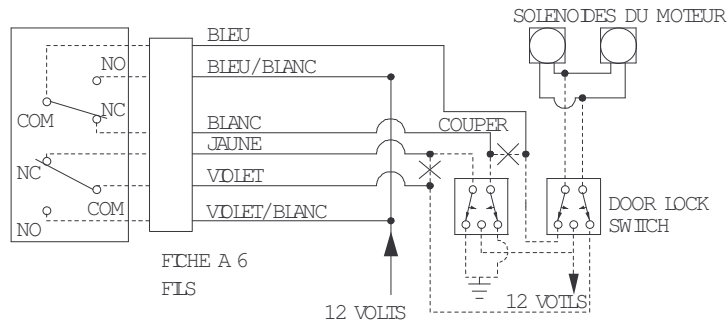 SOLENOIDES DU MOTEUR
BLEU
NO
BLEU/BLANC
NC
COM
BLANC
COUPER
JAUNE
NC
VIOLET
COM
NO
VIOLET/BLANC
DOOR LOCK
SWITCH
FICHE A 6
FILS
12 VOLTS
12 VOTLS